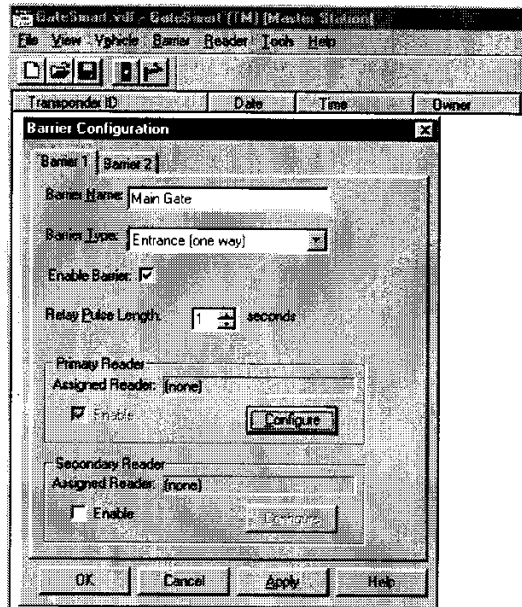 GateSmart.vdf - GateSmart (TM) [Master Station]
File View Vehicle Barrier Reader Tools Help
Transponder ID Date Time Owner
Barrier Configuration
Barrier 1 Barrier 2
Barrier Name: Main Gate
Barrier Type: Entrance (one way)
Enable Barrier:
Relay Pulse Length: 1 seconds
Primary Reader
Assigned Reader: (none)
Enable Configure
Secondary Reader
Assigned Reader: (none)
Enable Configure
OK Cancel Apply Help